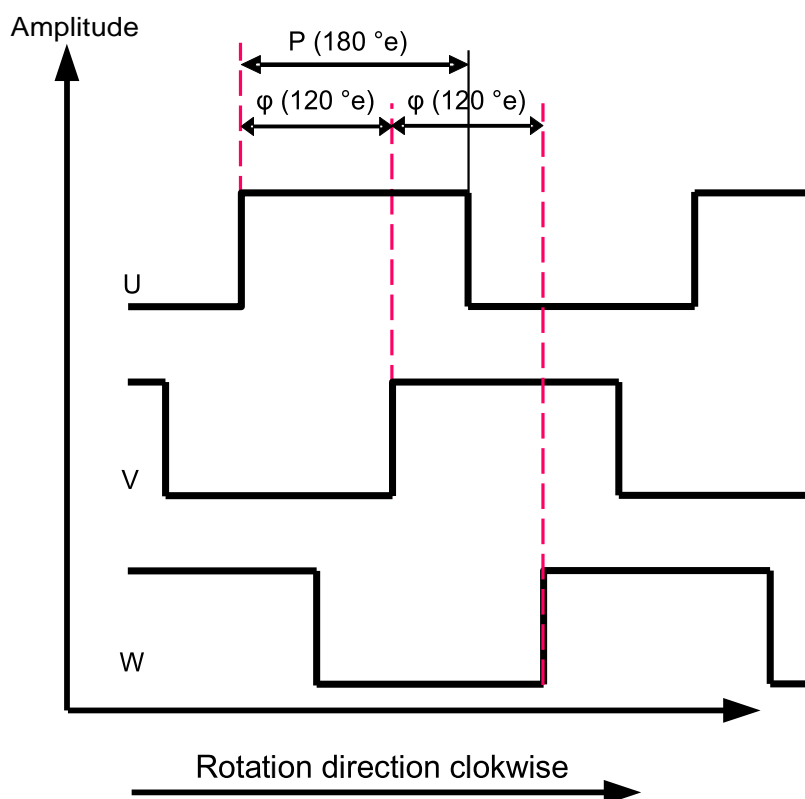 Amplitude
P (180 °e)
φ (120 °e)
φ (120 °e)
U
V
W
Rotation direction clokwise